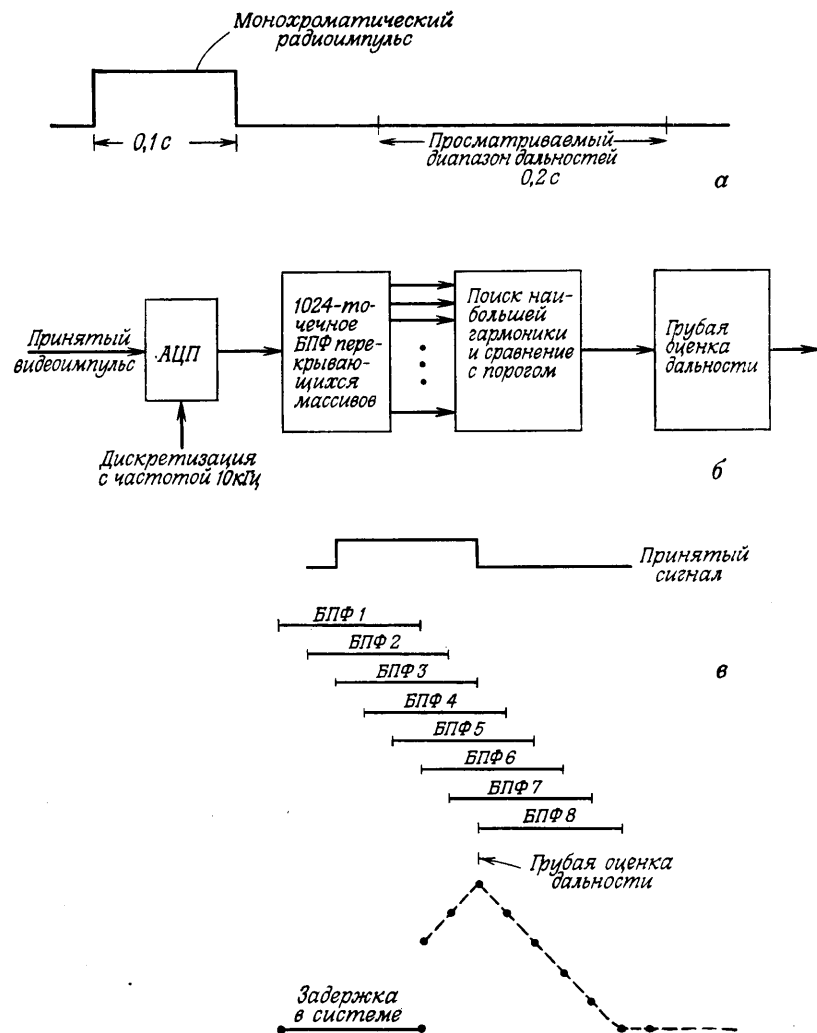 Монохроматический
радиоимпульс
0,1 с
Просматриваемый
диапазон дальностей
0,2 с
а
Принятый
видеоимпульс
АЦП
Дискретизация
с частотой 10кГц
1024-то-
чечное
БПФ пере-
крываю-
щихся
массивов
Поиск наи-
большей
гармоники
и сравнение
с порогом
Грубая
оценка
дальности
б
Принятый
сигнал
БПФ 1
БПФ 2
БПФ 3
БПФ 4
БПФ 5
БПФ 6
БПФ 7
БПФ 8
в
Грубая оценка
дальности
Задержка
в системе